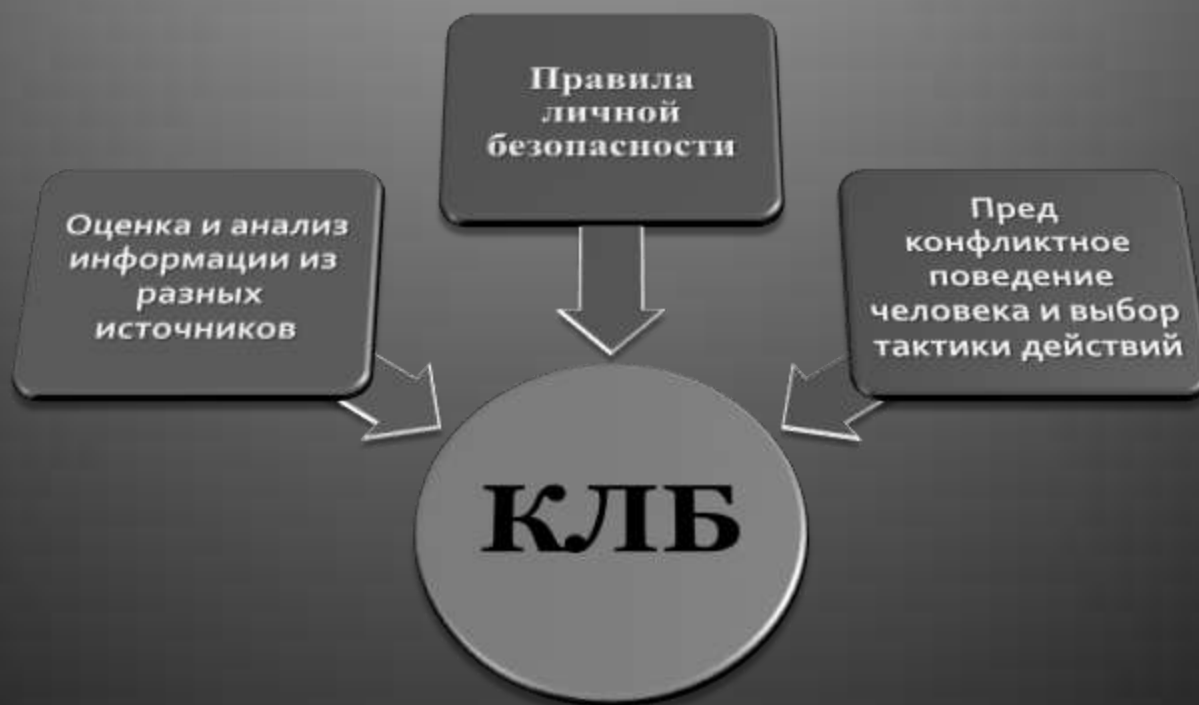 Правила
личной
безопасности
Оценка и анализ
информации из
разных
источников
Пред
конфликтное
поведение
человека и выбор
тактики действий
КЛБ